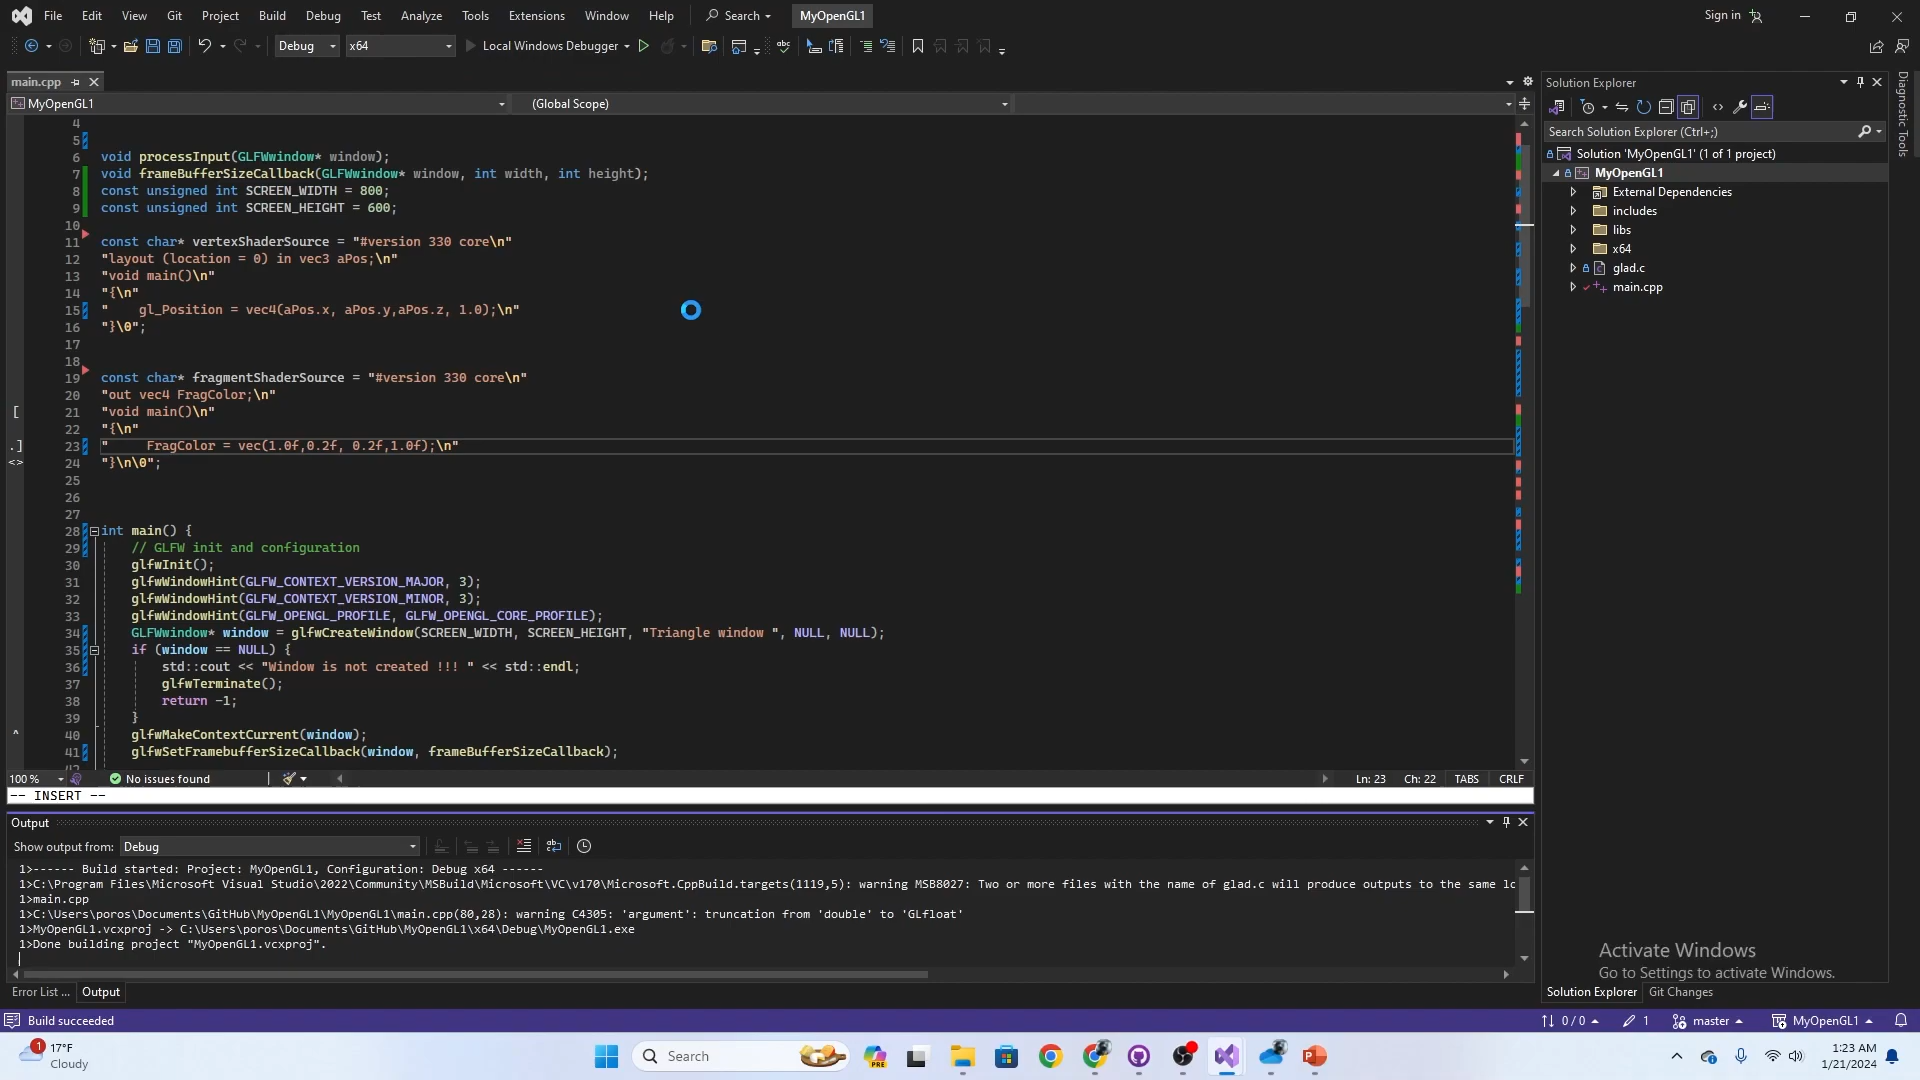 File Edit View Git Project Build Debug Test Analyze Tools Extensions Window Help Search MyOpenGL1 Sign in
Debug x64 Local Windows Debugger
main.cpp
MyOpenGL1 (Global Scope)
4
5
6 void processInput(GLFWwindow* window);
7 void frameBufferSizeCallback(GLFWwindow* window, int width, int height);
8 const unsigned int SCREEN_WIDTH = 800;
9 const unsigned int SCREEN_HEIGHT = 600;
10
11 const char* vertexShaderSource = "#version 330 core\n"
12 "layout (location = 0) in vec3 aPos;\n"
13 "void main()\n"
14 "{\n"
15 "    gl_Position = vec4(aPos.x, aPos.y,aPos.z, 1.0);\n"
16 "}\0";
17
18
19 const char* fragmentShaderSource = "#version 330 core\n"
20 "out vec4 FragColor;\n"
21 "void main()\n"
22 "{\n"
23 "     FragColor = vec(1.0f,0.2f, 0.2f,1.0f);\n"
24 "}\n\0";
25
26
27
28 int main() {
29 // GLFW init and configuration
30 glfwInit();
31 glfwWindowHint(GLFW_CONTEXT_VERSION_MAJOR, 3);
32 glfwWindowHint(GLFW_CONTEXT_VERSION_MINOR, 3);
33 glfwWindowHint(GLFW_OPENGL_PROFILE, GLFW_OPENGL_CORE_PROFILE);
34 GLFWwindow* window = glfwCreateWindow(SCREEN_WIDTH, SCREEN_HEIGHT, "Triangle window ", NULL, NULL);
35 if (window == NULL) {
36 std::cout << "Window is not created !!! " << std::endl;
37 glfwTerminate();
38 return -1;
39 }
40 glfwMakeContextCurrent(window);
41 glfwSetFramebufferSizeCallback(window, frameBufferSizeCallback);
100 % No issues found Ln: 23 Ch: 22 TABS CRLF
-- INSERT --
Output
Show output from: Debug
1>------ Build started: Project: MyOpenGL1, Configuration: Debug x64 ------
1>C:\Program Files\Microsoft Visual Studio\2022\Community\MSBuild\Microsoft\VC\v170\Microsoft.CppBuild.targets(1119,5): warning MSB8027: Two or more files with the name of glad.c will produce outputs to the same lo
1>main.cpp
1>C:\Users\poros\Documents\GitHub\MyOpenGL1\MyOpenGL1\main.cpp(80,28): warning C4305: 'argument': truncation from 'double' to 'GLfloat'
1>MyOpenGL1.vcxproj -> C:\Users\poros\Documents\GitHub\MyOpenGL1\x64\Debug\MyOpenGL1.exe
1>Done building project "MyOpenGL1.vcxproj".
Error List ... Output
Solution Explorer
Search Solution Explorer (Ctrl+;)
Solution 'MyOpenGL1' (1 of 1 project)
MyOpenGL1
External Dependencies
includes
libs
x64
glad.c
main.cpp
Diagnostic Tools
Activate Windows
Go to Settings to activate Windows.
Solution Explorer Git Changes
Build succeeded 0 / 0 1 master MyOpenGL1
1
17°F
Cloudy
Search
PRE
1:23 AM
1/21/2024